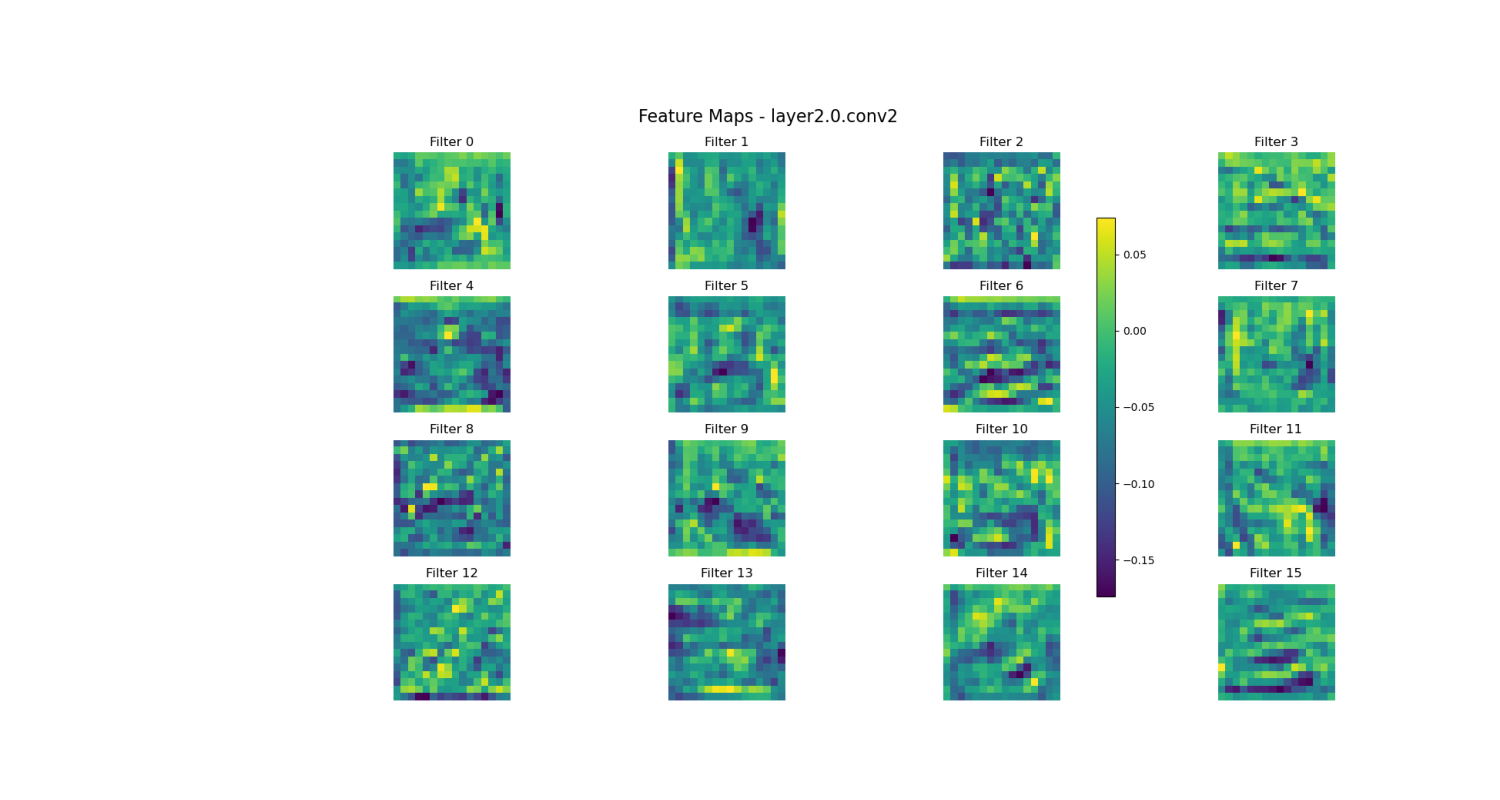 Feature Maps - layer2.0.conv2
Filter 0
Filter 1
Filter 2
Filter 3
Filter 4
Filter 5
Filter 6
Filter 7
Filter 8
Filter 9
Filter 10
Filter 11
Filter 12
Filter 13
Filter 14
Filter 15
0.05
0.00
−0.05
−0.10
−0.15